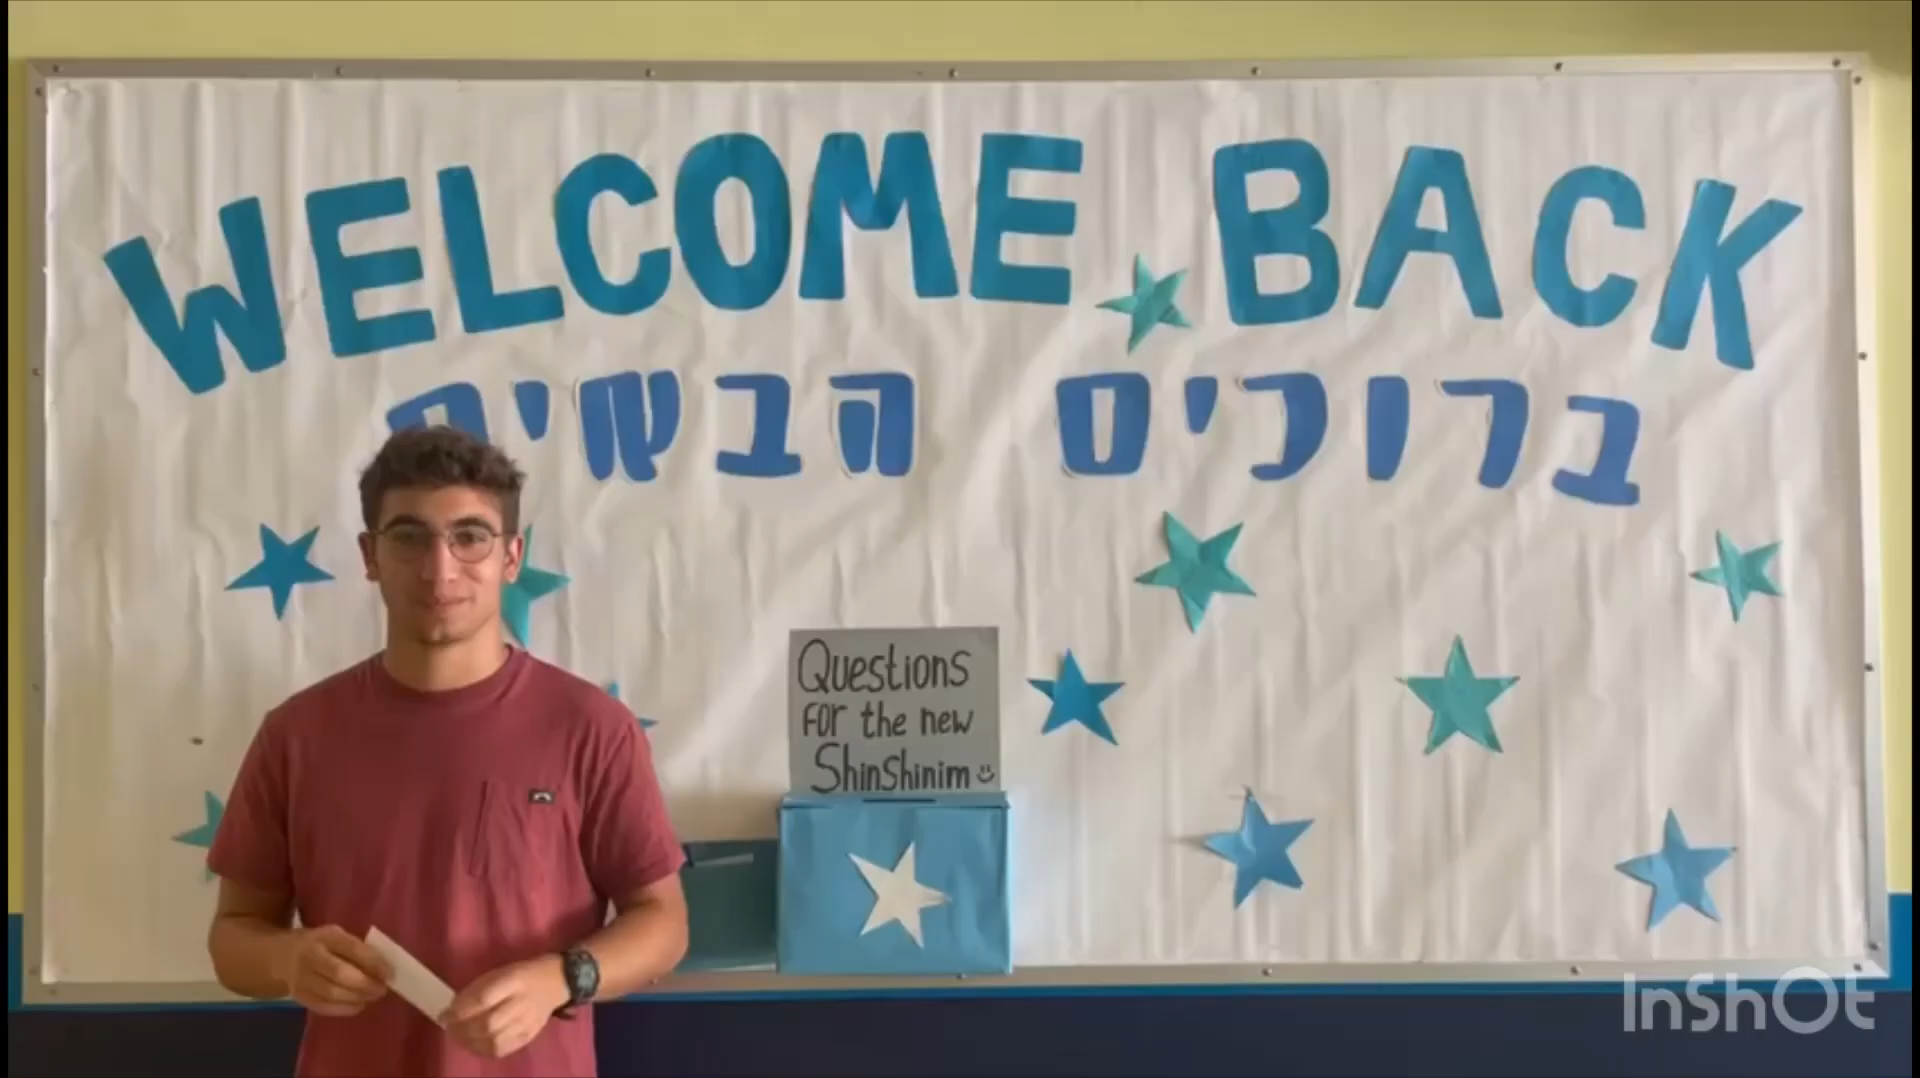 WELCOME BACK
ברוכים הבשים
Questions
for the new
ShinShinim
InShOt